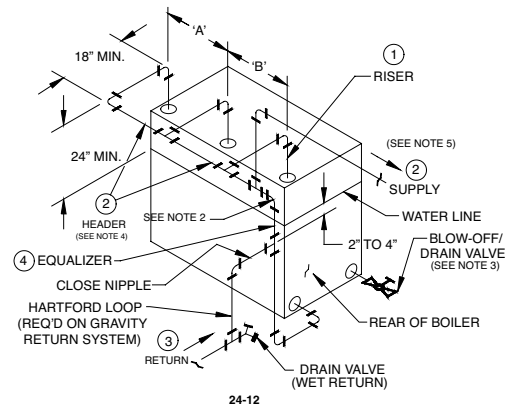 'A'
18" MIN.
'B'
1
RISER
(SEE NOTE 5)
2
SUPPLY
24" MIN.
2
HEADER
(SEE NOTE 4)
SEE NOTE 2
WATER LINE
4 EQUALIZER
2" TO 4"
BLOW-OFF/
DRAIN VALVE
(SEE NOTE 3)
CLOSE NIPPLE
HARTFORD LOOP
(REQ'D ON GRAVITY
RETURN SYSTEM)
3
RETURN
REAR OF BOILER
DRAIN VALVE
(WET RETURN)
24-12